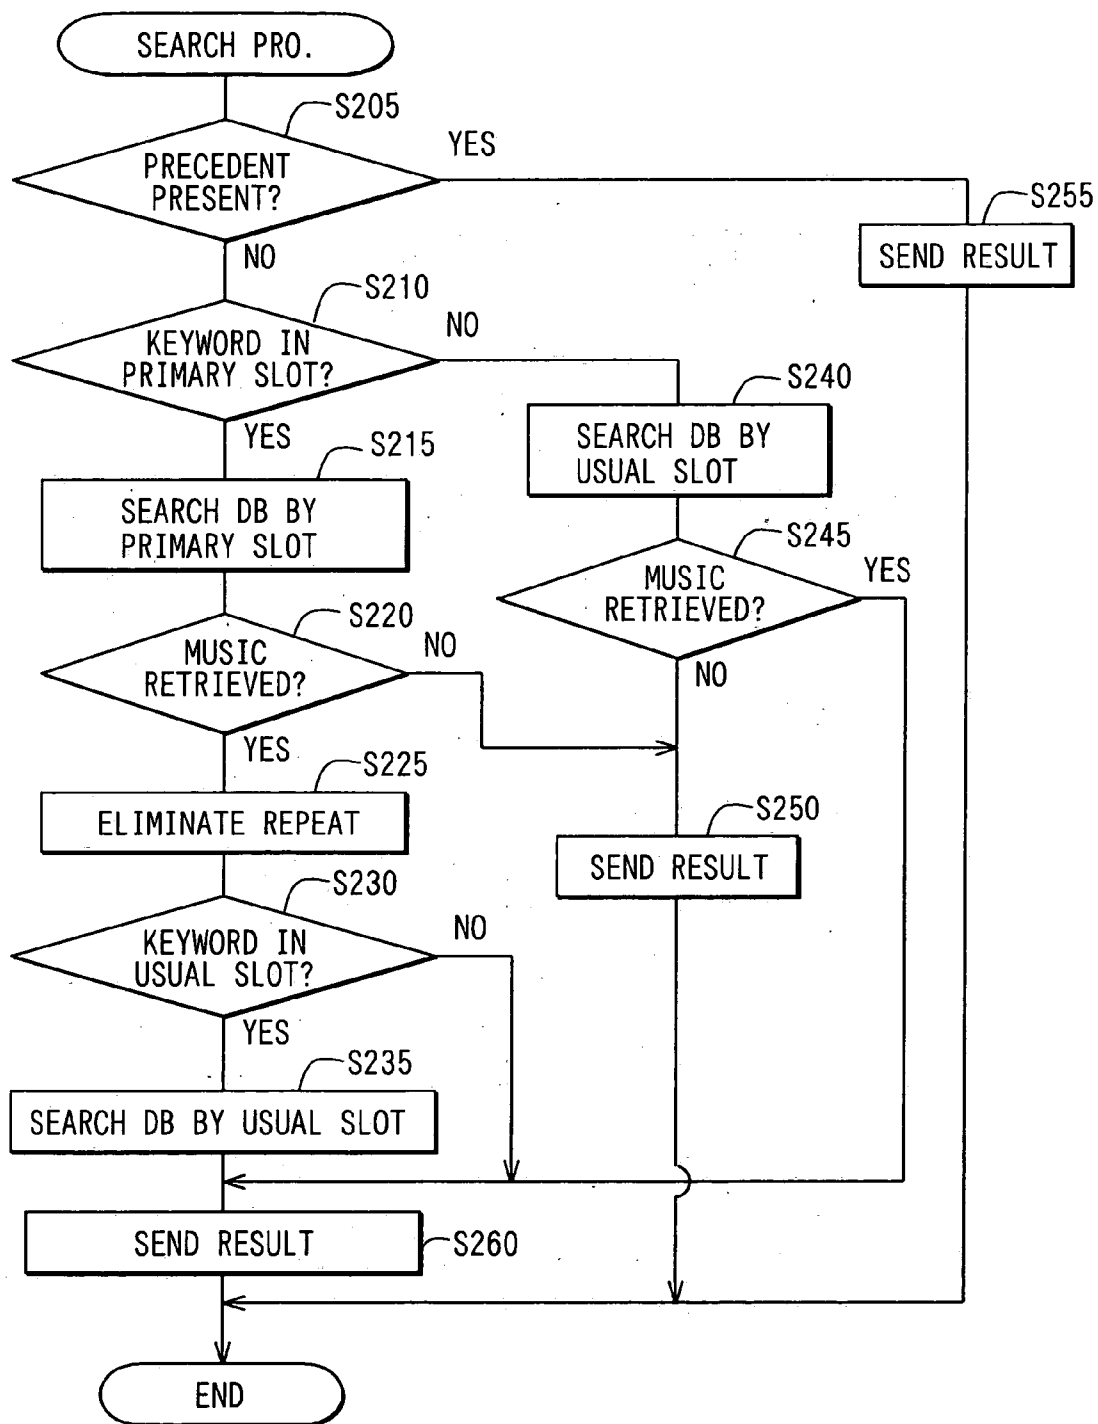 SEARCH PRO.
S205
PRECEDENT
PRESENT?
YES
NO
S255
SEND RESULT
S210
KEYWORD IN
PRIMARY SLOT?
NO
YES
S240
SEARCH DB BY
USUAL SLOT
S215
SEARCH DB BY
PRIMARY SLOT
S245
MUSIC
RETRIEVED?
YES
NO
S220
MUSIC
RETRIEVED?
NO
YES
S225
ELIMINATE REPEAT
S250
SEND RESULT
S230
KEYWORD IN
USUAL SLOT?
NO
YES
S235
SEARCH DB BY USUAL SLOT
SEND RESULT
S260
END